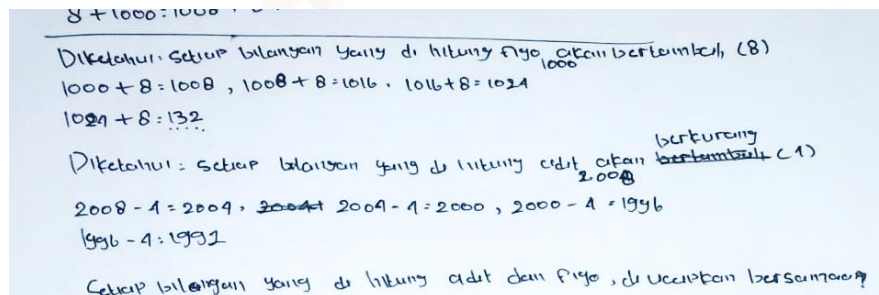 8 + 1000 : 1008
Diketahui : Setiap bilangan yang di hitung figo 1000 akan bertambah (8)
1000 + 8 = 1008 , 1008 + 8 = 1016 . 1016 + 8 = 1024
1024 + 8 : 132
Diketahui : Setiap bilangan yang di hitung adit 2008 akan bertambah berkurang (4)
2008 - 4 = 2004 , 2004 2004 - 4 = 2000 , 2000 - 4 = 1996
1996 - 4 : 1992
Setiap bilangan yang di hitung adit dan figo , di ucapkan bersamaan